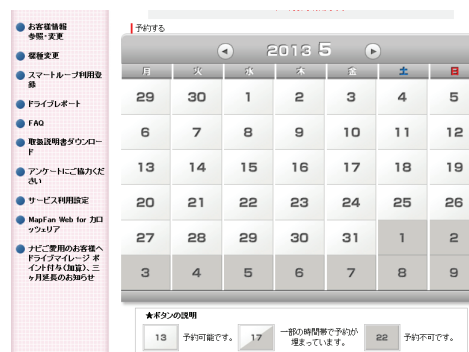 お客様情報
参照・変更
機種変更
スマートループ利用登
録
ドライブレポート
FAQ
取扱説明書ダウンロー
ド
アンケートにご協力くだ
さい
サービス利用設定
MapFan Web for カロ
ッツェリア
ナビご愛用のお客様へ
ドライブマイレージ ポ
イント付与(加算)、三
ヶ月延長のお知らせ
予約する
2013 5
月 火 水 木 金 土 日
29 30 1 2 3 4 5
6 7 8 9 10 11 12
13 14 15 16 17 18 19
20 21 22 23 24 25 26
27 28 29 30 31 1 2
3 4 5 6 7 8 9
★ボタンの説明
13 予約可能です。 17 一部の時間帯で予約が
埋まっています。 22 予約不可です。